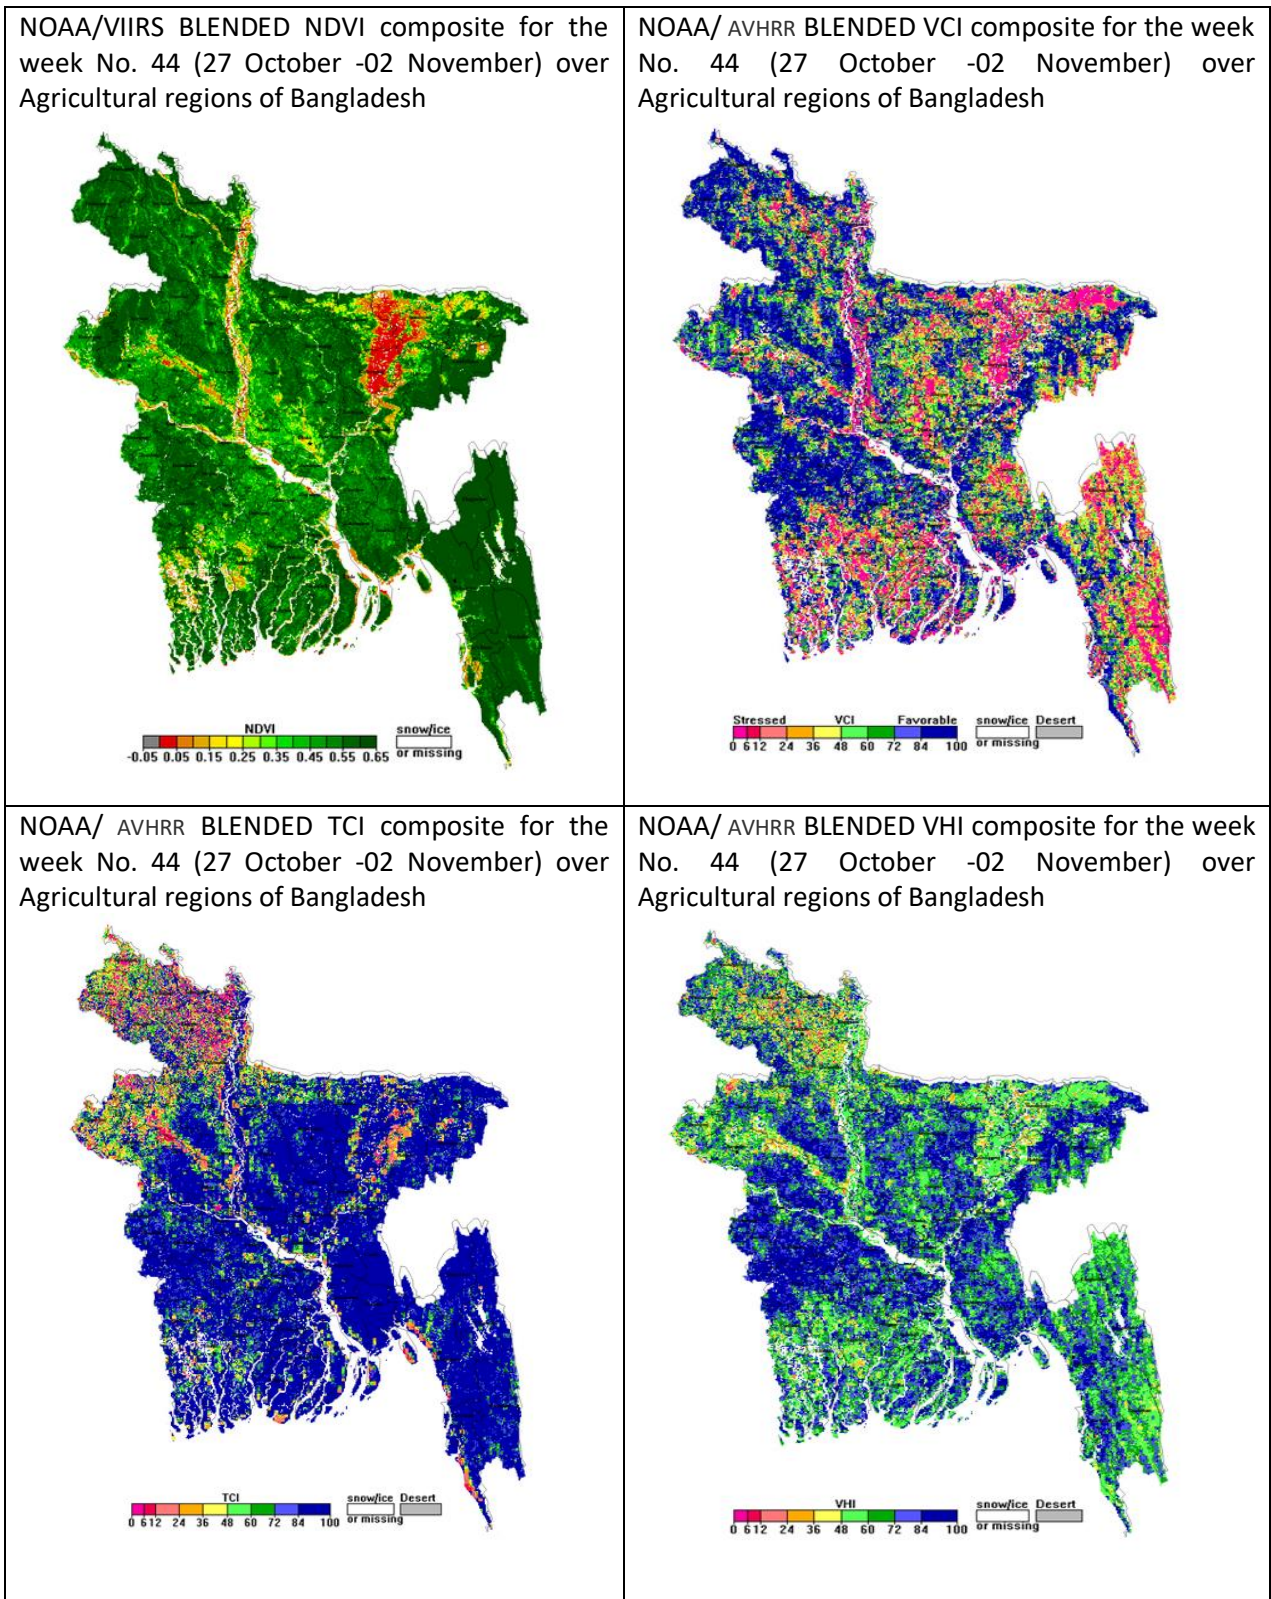 NOAA/VIIRS BLENDED NDVI composite for the
week No. 44 (27 October -02 November) over
Agricultural regions of Bangladesh
NDVI
snow/ice
-0.05 0.05 0.15 0.25 0.35 0.45 0.55 0.65
or missing
NOAA/ AVHRR BLENDED VCI composite for the week
No. 44 (27 October -02 November) over
Agricultural regions of Bangladesh
Stressed VCI Favorable
snow/ice Desert
0 6 12 24 36 48 60 72 84 100
or missing
NOAA/ AVHRR BLENDED TCI composite for the
week No. 44 (27 October -02 November) over
Agricultural regions of Bangladesh
TCI
snow/ice Desert
0 6 12 24 36 48 60 72 84 100
or missing
NOAA/ AVHRR BLENDED VHI composite for the week
No. 44 (27 October -02 November) over
Agricultural regions of Bangladesh
VHI
snow/ice Desert
0 6 12 24 36 48 60 72 84 100
or missing